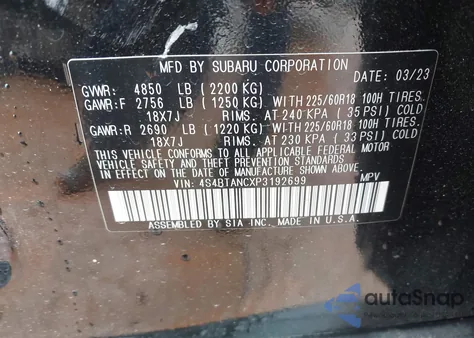 MFD BY SUBARU CORPORATION
DATE: 03/23
GVWR: 4850 LB (2200 KG)
GAWR:F 2756 LB (1250 KG) WITH 225/60R18 100H TIRES.
18X7J RIMS. AT 240 KPA (35 PSI) COLD
GAWR:R 2690 LB (1220 KG) WITH 225/60R18 100H TIRES.
18X7J RIMS. AT 230 KPA (33 PSI) COLD
THIS VEHICLE CONFORMS TO ALL APPLICABLE FEDERAL MOTOR
VEHICLE SAFETY, BUMPER, AND THEFT PREVENTION STANDARDS
IN EFFECT ON THE DATE OF MANUFACTURE SHOWN ABOVE.
VIN: 4S4BTANCXP3192699 MPV
ASSEMBLED BY SIA INC. MADE IN U.S.A.
autoSnap